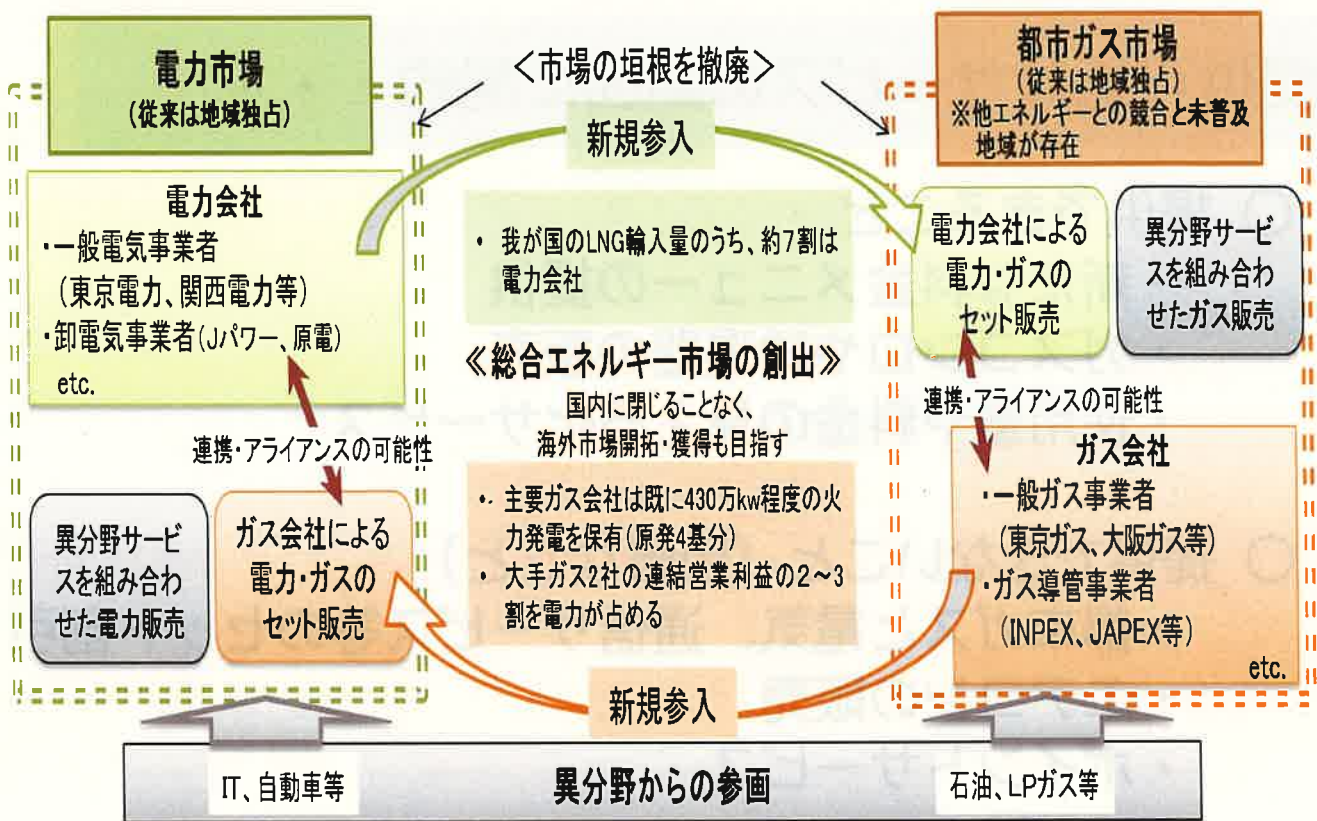 電力市場
(従来は地域独占)
<市場の垣根を撤廃>
都市ガス市場
(従来は地域独占)
※他エネルギーとの競合と未普及
地域が存在
新規参入
電力会社
・一般電気事業者
(東京電力、関西電力等)
・卸電気事業者(Jパワー、原電)
etc.
• 我が国のLNG輸入量のうち、約7割は
電力会社
電力会社による
電力・ガスの
セット販売
異分野サービ
スを組み合わ
せたガス販売
≪総合エネルギー市場の創出≫
国内に閉じることなく、
海外市場開拓・獲得も目指す
連携・アライアンスの可能性
連携・アライアンスの可能性
異分野サービ
スを組み合わ
せた電力販売
ガス会社による
電力・ガスの
セット販売
• 主要ガス会社は既に430万kw程度の火
力発電を保有(原発4基分)
• 大手ガス2社の連結営業利益の2~3
割を電力が占める
ガス会社
・一般ガス事業者
(東京ガス、大阪ガス等)
・ガス導管事業者
(INPEX、JAPEX等)
etc.
新規参入
IT、自動車等
異分野からの参画
石油、LPガス等